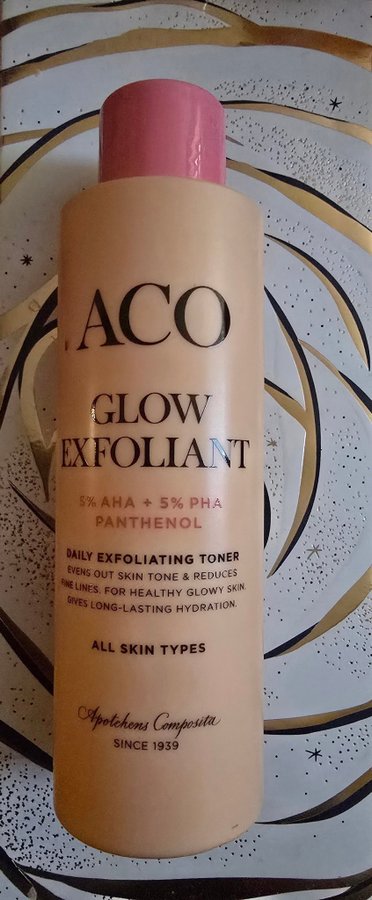 ACO
GLOW
EXFOLIANT
5% AHA + 5% PHA
PANTHENOL
DAILY EXFOLIATING TONER
EVENS OUT SKIN TONE & REDUCES
FINE LINES. FOR HEALTHY GLOWY SKIN.
GIVES LONG-LASTING HYDRATION.
ALL SKIN TYPES
Apotekens Composita
SINCE 1939